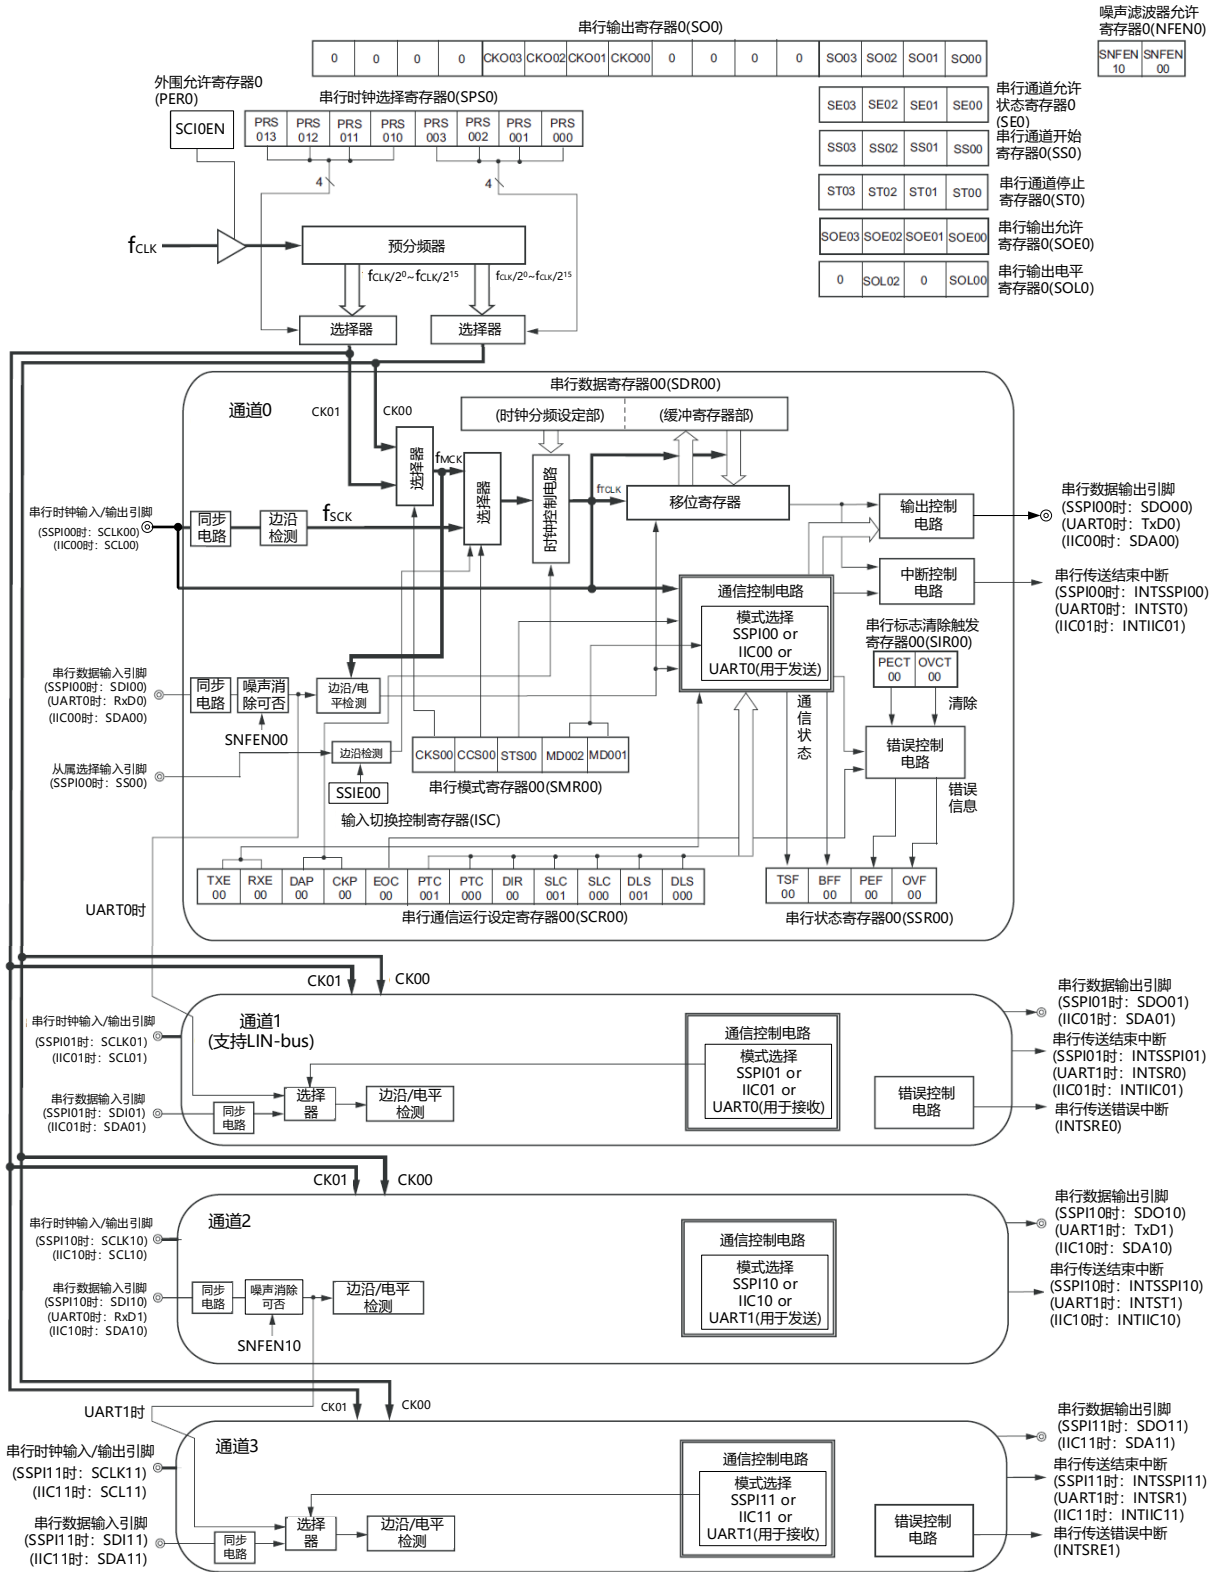 串行输出寄存器0(SO0)
0 0 0 0 CKO03 CKO02 CKO01 CKO00 0 0 0 0 SO03 SO02 SO01 SO00
噪声滤波器允许
寄存器0(NFEN0)
SNFEN SNFEN
10 00
外围允许寄存器0
(PER0)
SCI0EN
串行时钟选择寄存器0(SPS0)
PRS PRS PRS PRS PRS PRS PRS PRS
013 012 011 010 003 002 001 000
4 4
SE03 SE02 SE01 SE00
串行通道允许
状态寄存器0
(SE0)
SS03 SS02 SS01 SS00
串行通道开始
寄存器0(SS0)
ST03 ST02 ST01 ST00
串行通道停止
寄存器0(ST0)
SOE03 SOE02 SOE01 SOE00
串行输出允许
寄存器0(SOE0)
0 SOL02 0 SOL00
串行输出电平
寄存器0(SOL0)
fCLK
预分频器
fCLK/2⁰~fCLK/2¹⁵ fCLK/2⁰~fCLK/2¹⁵
选择器 选择器
通道0
CK01 CK00
串行数据寄存器00(SDR00)
(时钟分频设定部) (缓冲寄存器部)
选择器
fMCK
选择器
时钟控制电路
fTCLK
移位寄存器
输出控制
电路
串行数据输出引脚
(SSPI00时：SDO00)
(UART0时：TxD0)
(IIC00时：SDA00)
串行时钟输入/输出引脚
(SSPI00时：SCLK00)
(IIC00时：SCL00)
同步
电路
边沿
检测
fSCK
通信控制电路
模式选择
SSPI00 or
IIC00 or
UART0(用于发送)
中断控制
电路
串行传送结束中断
(SSPI00时：INTSSPI00)
(UART0时：INTST0)
(IIC01时：INTIIC01)
串行标志清除触发
寄存器00(SIR00)
PECT OVCT
00 00
清除
串行数据输入引脚
(SSPI00时：SDI00)
(UART0时：RxD0)
(IIC00时：SDA00)
同步
电路
噪声消
除可否
SNFEN00
边沿/电
平检测
通信状态
错误控制
电路
错误
信息
从属选择输入引脚
(SSPI00时：SS00)
边沿检测
SSIE00
输入切换控制寄存器(ISC)
CKS00 CCS00 STS00 MD002 MD001
串行模式寄存器00(SMR00)
TXE RXE DAP CKP EOC PTC PTC DIR SLC SLC DLS DLS
00 00 00 00 00 001 000 00 001 000 001 000
串行通信运行设定寄存器00(SCR00)
TSF BFF PEF OVF
00 00 00 00
串行状态寄存器00(SSR00)
UART0时
CK01 CK00
通道1
(支持LIN-bus)
串行时钟输入/输出引脚
(SSPI01时：SCLK01)
(IIC01时：SCL01)
串行数据输入引脚
(SSPI01时：SDI01)
(IIC01时：SDA01)
同步
电路
选择
器
边沿/电平
检测
通信控制电路
模式选择
SSPI01 or
IIC01 or
UART0(用于接收)
错误控制
电路
串行数据输出引脚
(SSPI01时：SDO01)
(IIC01时：SDA01)
串行传送结束中断
(SSPI01时：INTSSPI01)
(UART1时：INTSR0)
(IIC01时：INTIIC01)
串行传送错误中断
(INTSRE0)
CK01 CK00
通道2
串行时钟输入/输出引脚
(SSPI10时：SCLK10)
(IIC10时：SCL10)
串行数据输入引脚
(SSPI10时：SDI10)
(UART0时：RxD1)
(IIC10时：SDA10)
同步
电路
噪声消除
可否
SNFEN10
边沿/电平
检测
通信控制电路
模式选择
SSPI10 or
IIC10 or
UART1(用于发送)
串行数据输出引脚
(SSPI10时：SDO10)
(UART1时：TxD1)
(IIC10时：SDA10)
串行传送结束中断
(SSPI10时：INTSSPI10)
(UART1时：INTST1)
(IIC10时：INTIIC10)
UART1时
CK01 CK00
通道3
串行时钟输入/输出引脚
(SSPI11时：SCLK11)
(IIC11时：SCL11)
串行数据输入引脚
(SSPI11时：SDI11)
(IIC11时：SDA11)
同步
电路
选择
器
边沿/电平
检测
通信控制电路
模式选择
SSPI11 or
IIC11 or
UART1(用于接收)
错误控制
电路
串行数据输出引脚
(SSPI11时：SDO11)
(IIC11时：SDA11)
串行传送结束中断
(SSPI11时：INTSSPI11)
(UART1时：INTSR1)
(IIC11时：INTIIC11)
串行传送错误中断
(INTSRE1)